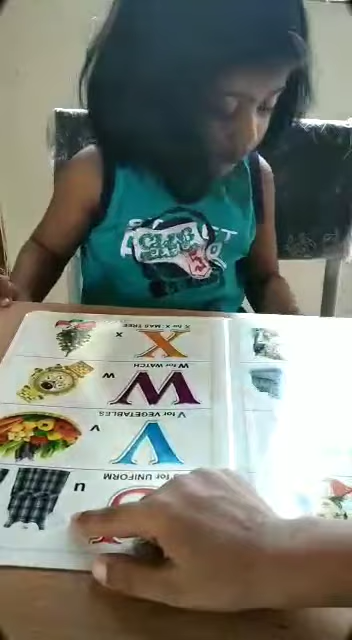 for UNIFORM
U
V for VEGETABLES
V
v
W for WATCH
W
w
X for X-MAS TREE
X
x